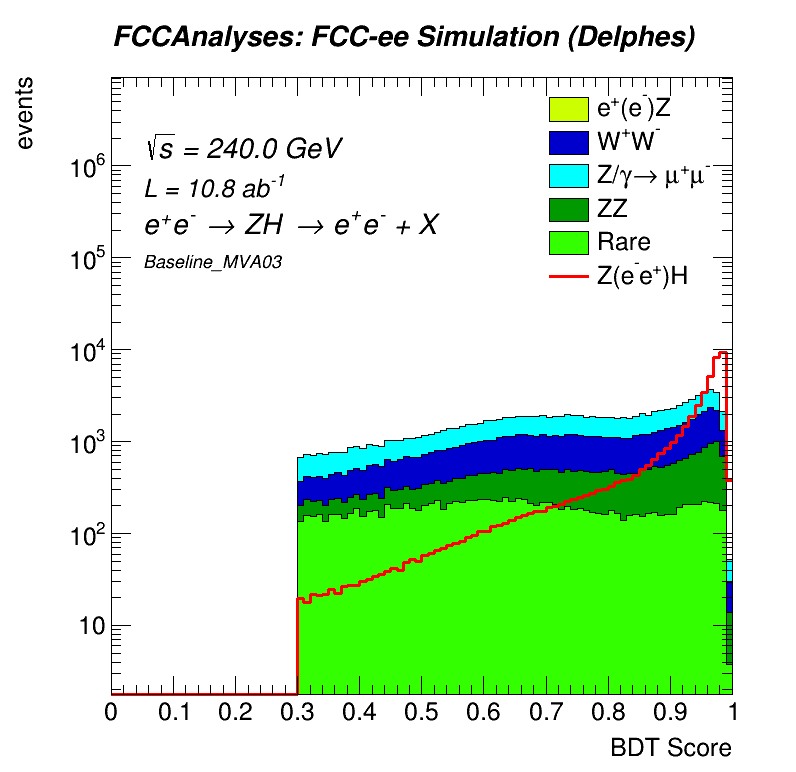 FCCAnalyses: FCC-ee Simulation (Delphes)
events
√s = 240.0 GeV
L = 10.8 ab⁻¹
e⁺e⁻ → ZH → e⁺e⁻ + X
Baseline_MVA03
e⁺(e⁻)Z
W⁺W⁻
Z/γ→ μ⁺μ⁻
ZZ
Rare
Z(e⁻e⁺)H
10⁶
10⁵
10⁴
10³
10²
10
0 0.1 0.2 0.3 0.4 0.5 0.6 0.7 0.8 0.9 1
BDT Score